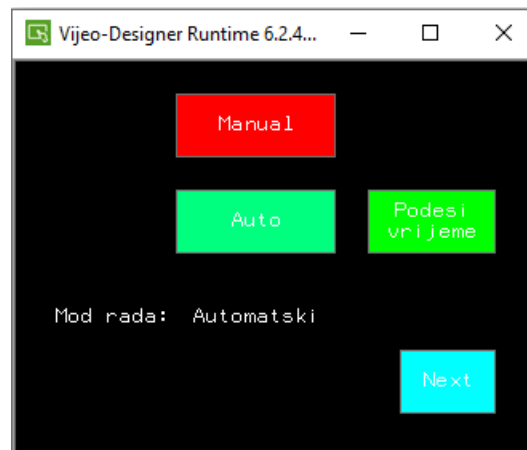 Vijeo-Designer Runtime 6.2.4...
Manual
Auto
Podesi
vrijeme
Mod rada: Automatski
Next